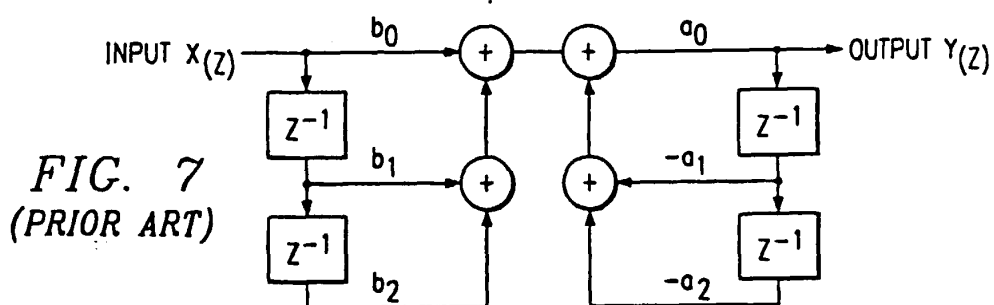 INPUT X(Z) b0 + + a0 OUTPUT Y(Z)
Z−1 Z−1
FIG. 7
(PRIOR ART)
b1 + + −a1
Z−1 Z−1
b2 −a2